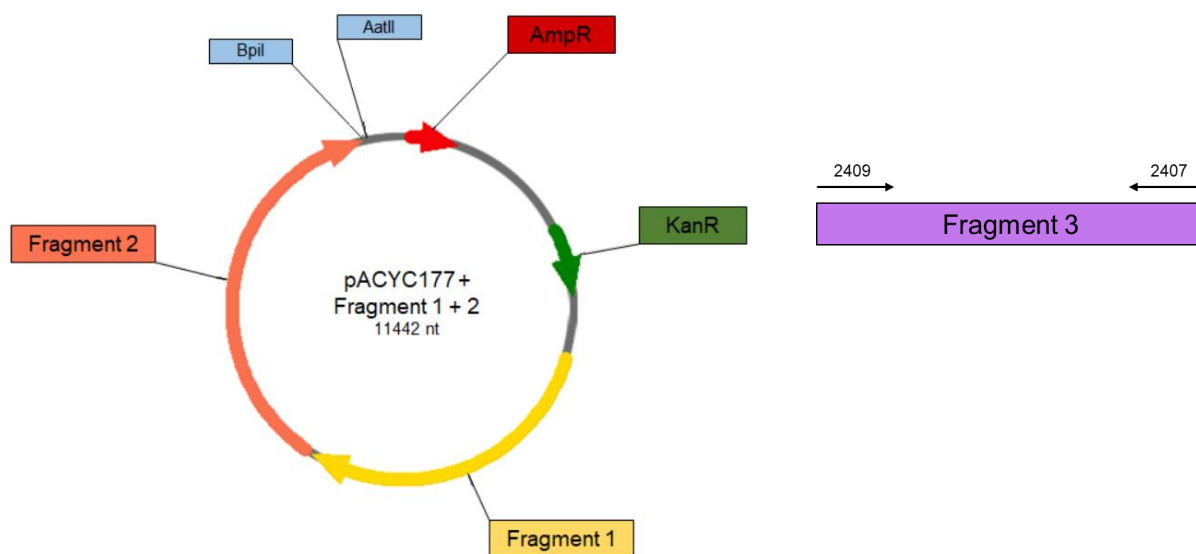 BpiI
AatII
AmpR
KanR
Fragment 2
pACYC177 +
Fragment 1 + 2
11442 nt
Fragment 1
2409
2407
Fragment 3